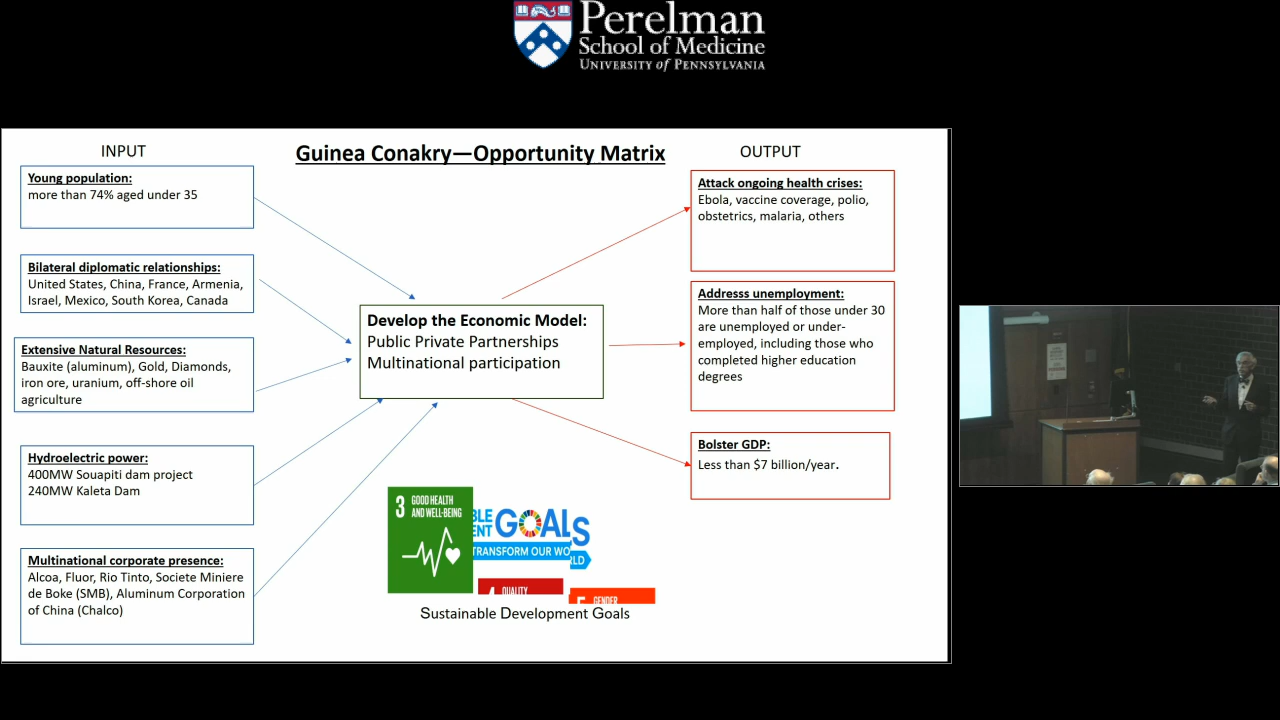 Perelman
School of Medicine
UNIVERSITY of PENNSYLVANIA
INPUT
Guinea Conakry—Opportunity Matrix
OUTPUT
Young population:
more than 74% aged under 35
Bilateral diplomatic relationships:
United States, China, France, Armenia,
Israel, Mexico, South Korea, Canada
Extensive Natural Resources:
Bauxite (aluminum), Gold, Diamonds,
iron ore, uranium, off-shore oil
agriculture
Hydroelectric power:
400MW Souapiti dam project
240MW Kaleta Dam
Multinational corporate presence:
Alcoa, Fluor, Rio Tinto, Societe Miniere
de Boke (SMB), Aluminum Corporation
of China (Chalco)
Develop the Economic Model:
Public Private Partnerships
Multinational participation
3 GOOD HEALTH
AND WELL-BEING
GOALS
TRANSFORM OUR WORLD
QUALITY
GENDER
Sustainable Development Goals
Attack ongoing health crises:
Ebola, vaccine coverage, polio,
obstetrics, malaria, others
Addresss unemployment:
More than half of those under 30
are unemployed or under-
employed, including those who
completed higher education
degrees
Bolster GDP:
Less than $7 billion/year.